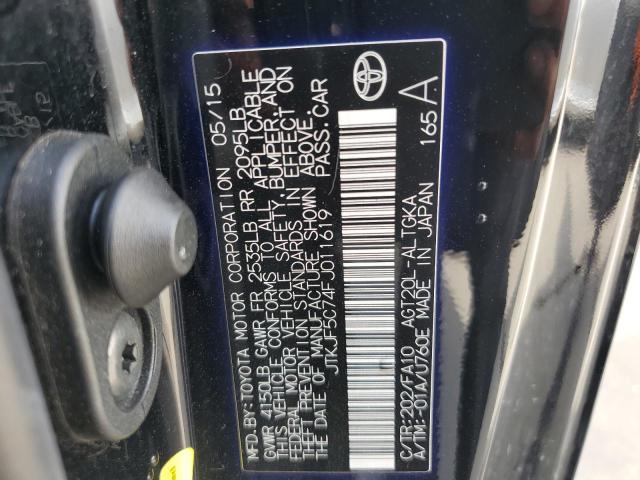 MFD.BY:TOYOTA MOTOR CORPORATION 05/15
GVWR 4150LB GAWR FR 2535LB RR 2095LB
THIS VEHICLE CONFORMS TO ALL APPLICABLE
FEDERAL MOTOR VEHICLE SAFETY, BUMPER, AND
THEFT PREVENTION STANDARDS IN EFFECT ON
THE DATE OF MANUFACTURE SHOWN ABOVE.
JTKJF5C74FJ011619 PASS.CAR
165A
C/TR:202/FA10 AGT20L-ALTGKA
A/TM:-01A/U760E MADE IN JAPAN